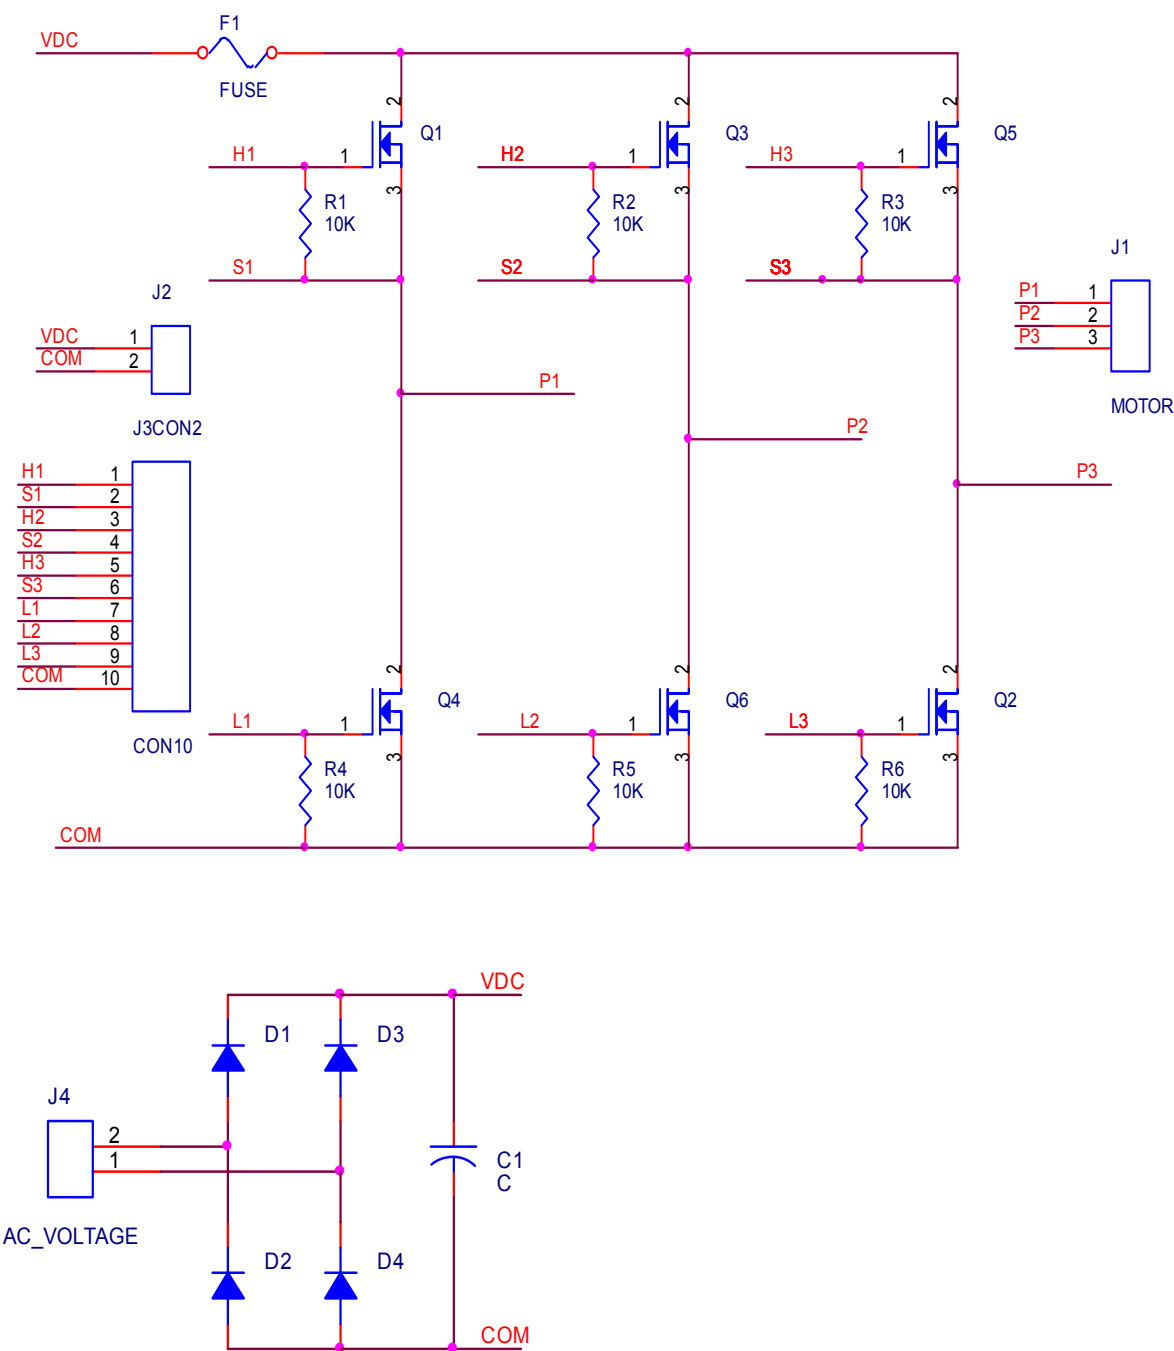 F1
VDC
FUSE
2
2
2
Q1
Q3
Q5
H1
1
H2
1
H3
1
3
3
3
R1
10K
R2
10K
R3
10K
S1
S2
S3
J1
P1 1
P2 2
P3 3
MOTOR
J2
VDC 1
COM 2
J3CON2
P1
P2
P3
H1 1
S1 2
H2 3
S2 4
H3 5
S3 6
L1 7
L2 8
L3 9
COM 10
CON10
2
2
2
Q4
Q6
Q2
L1
1
L2
1
L3
1
3
3
3
R4
10K
R5
10K
R6
10K
COM
VDC
D1
D3
J4
2
1
AC_VOLTAGE
C1
C
D2
D4
COM